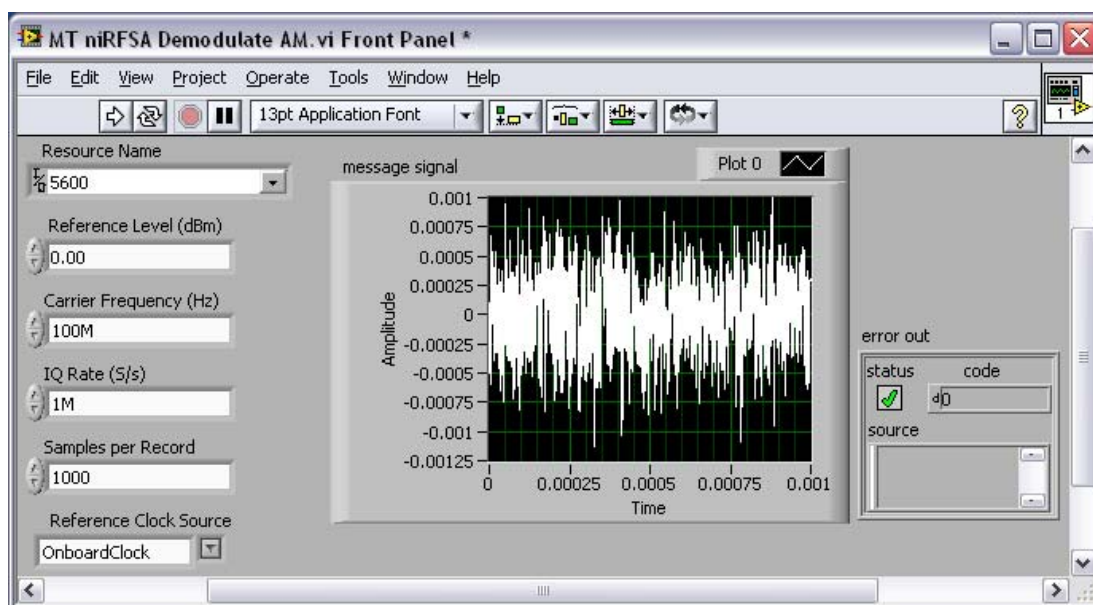 MT niRFSA Demodulate AM.vi Front Panel *
File Edit View Project Operate Tools Window Help
13pt Application Font
1
Resource Name
5600
Reference Level (dBm)
0.00
Carrier Frequency (Hz)
100M
IQ Rate (S/s)
1M
Samples per Record
1000
Reference Clock Source
OnboardClock
message signal
Plot 0
Amplitude
0.001
0.00075
0.0005
0.00025
0
-0.00025
-0.0005
-0.00075
-0.001
-0.00125
0 0.00025 0.0005 0.00075 0.001
Time
error out
status code
d0
source